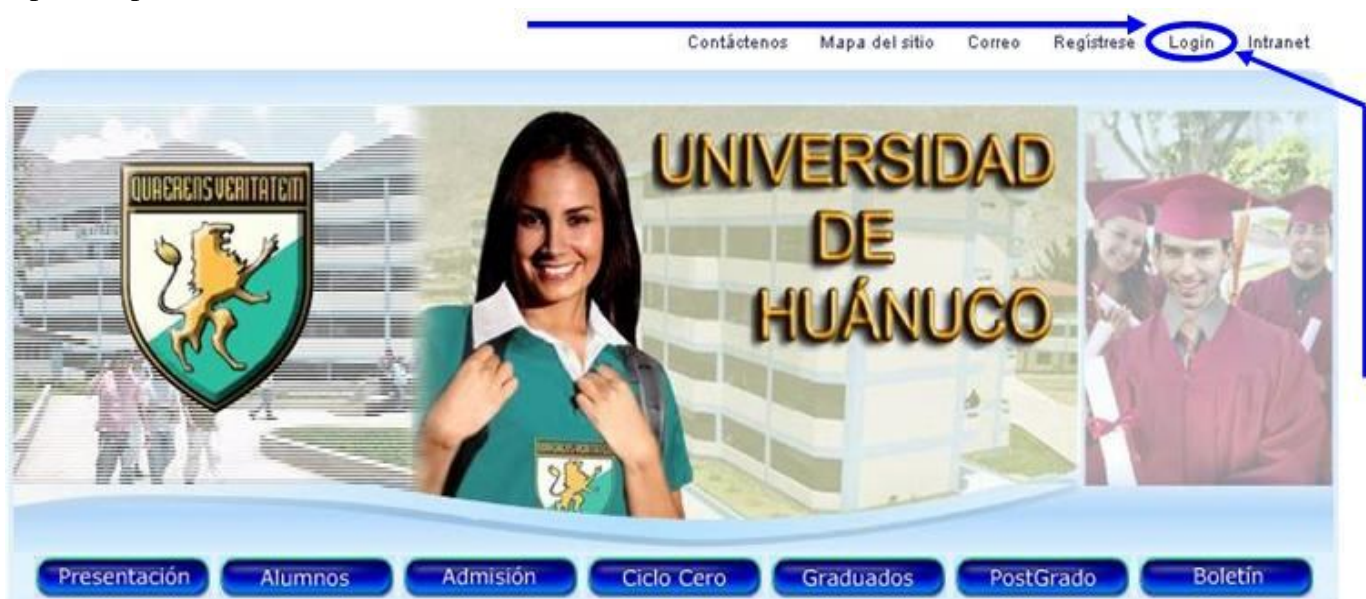 Contáctenos Mapa del sitio Correo Regístrese Login Intranet
QUAERENS VERITATEM
UNIVERSIDAD
DE
HUÁNUCO
Presentación Alumnos Admisión Ciclo Cero Graduados PostGrado Boletín